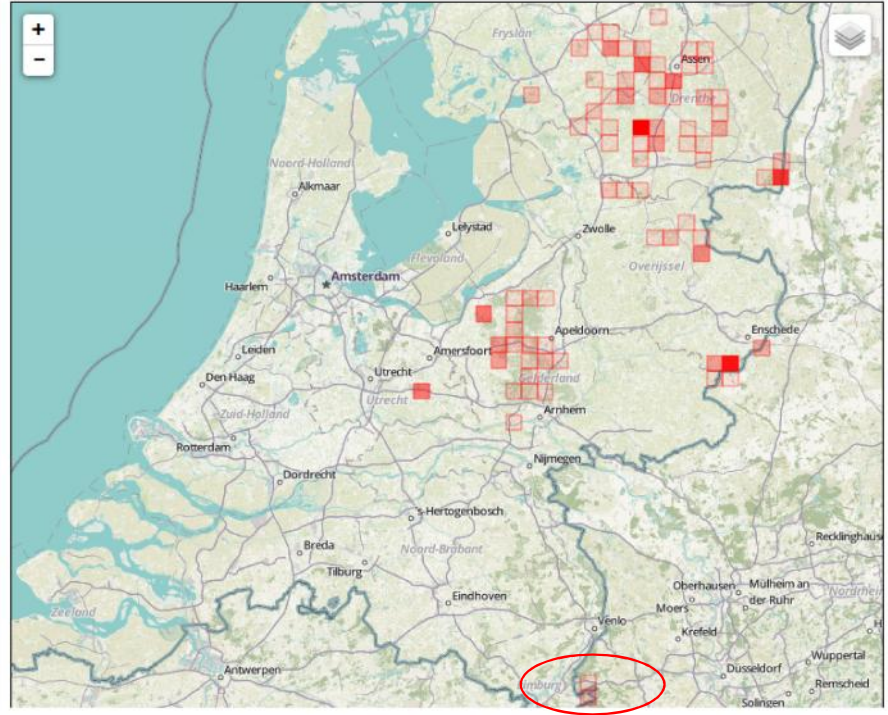 +
−
Fryslân
Assen
Drenthe
Noord-Holland
Alkmaar
Lelystad
Zwolle
Flevoland
Overijssel
Amsterdam
Haarlem
Enschede
Apeldoorn
Leiden
Amersfoort
Den Haag
Utrecht
Gelderland
Utrecht
Zuid-Holland
Arnhem
Rotterdam
Nijmegen
Dordrecht
's-Hertogenbosch
Recklinghaus
Breda
Noord-Brabant
Tilburg
Oberhausen
Mülheim an
der Ruhr
Nordrhei
Eindhoven
Zeeland
Moers
Venlo
Krefeld
H
Wuppertal
Antwerpen
Düsseldorf
Limburg
Remscheid
Solingen